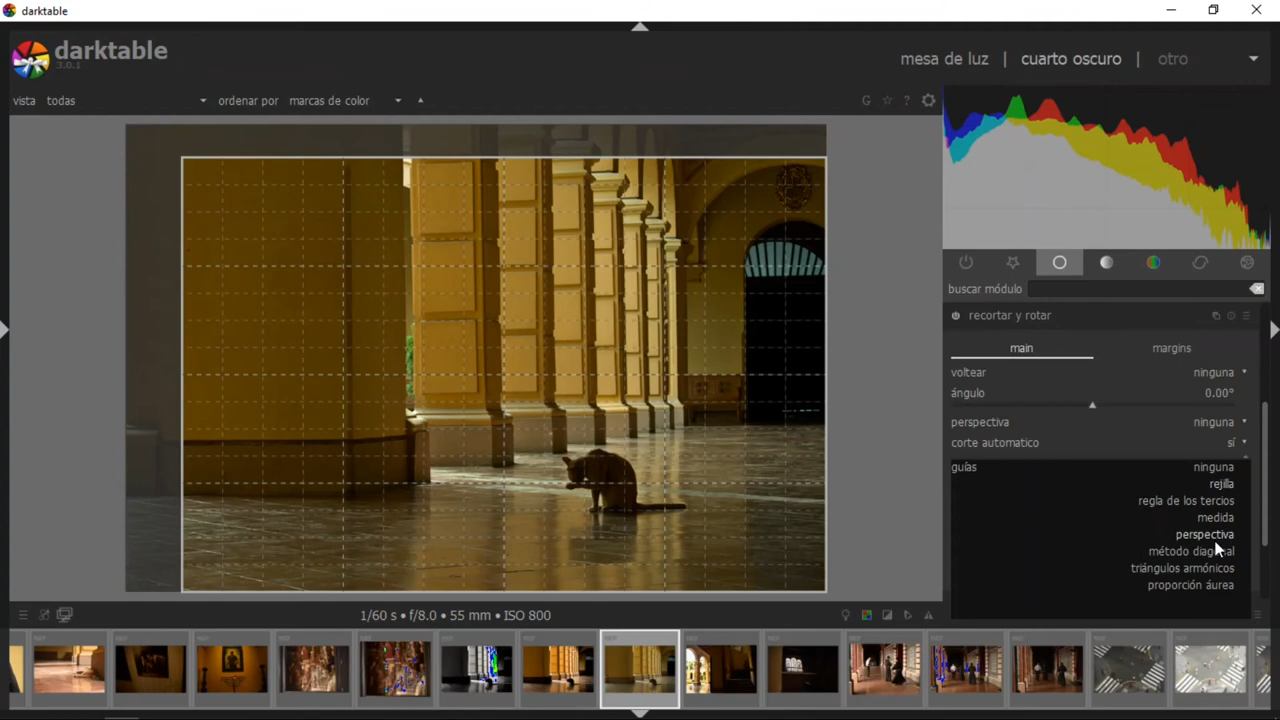 darktable
darktable
3.0.1
mesa de luz | cuarto oscuro | otro
vista todas ordenar por marcas de color
G ☆ ?
buscar módulo
recortar y rotar
main margins
voltear ninguna
ángulo 0.00°
perspectiva ninguna
corte automatico sí
guías ninguna
rejilla
regla de los tercios
medida
perspectiva
método diagonal
triángulos armónicos
proporción áurea
1/60 s • f/8.0 • 55 mm • ISO 800